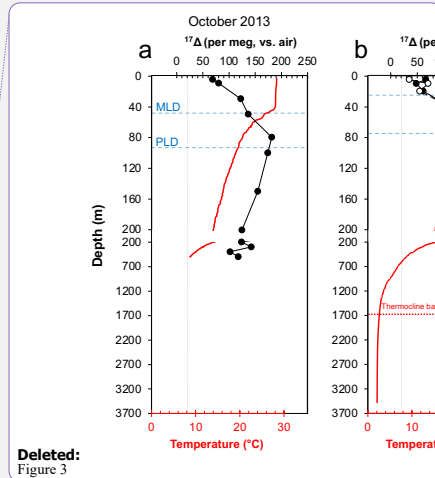 October 2013
a
17Δ (per meg, vs. air)
0 50 100 150 200 250
0
40
80
120
160
200
200
700
1200
1700
2200
2700
3200
3700
MLD
PLD
Depth (m)
0 10 20 30
Temperature (°C)
b
17Δ (pe
0 50
0
40
80
120
160
200
200
700
1200
1700
2200
2700
3200
3700
Thermocline ba
0 10
Temperat
Deleted:
Figure 3